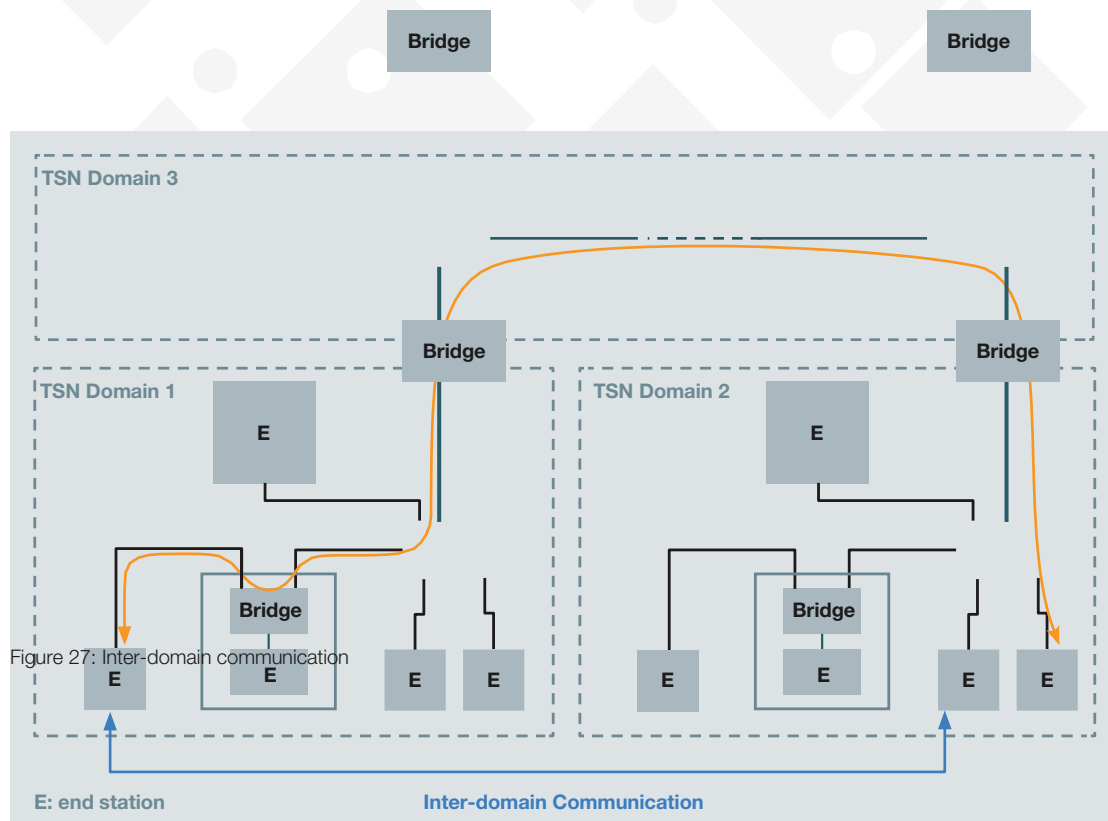 Bridge
Bridge
TSN Domain 3
Bridge
Bridge
TSN Domain 1
TSN Domain 2
E
E
Bridge
Bridge
Figure 27: Inter-domain communication
E
E
E
E
E
E
E
E
E: end station
Inter-domain Communication